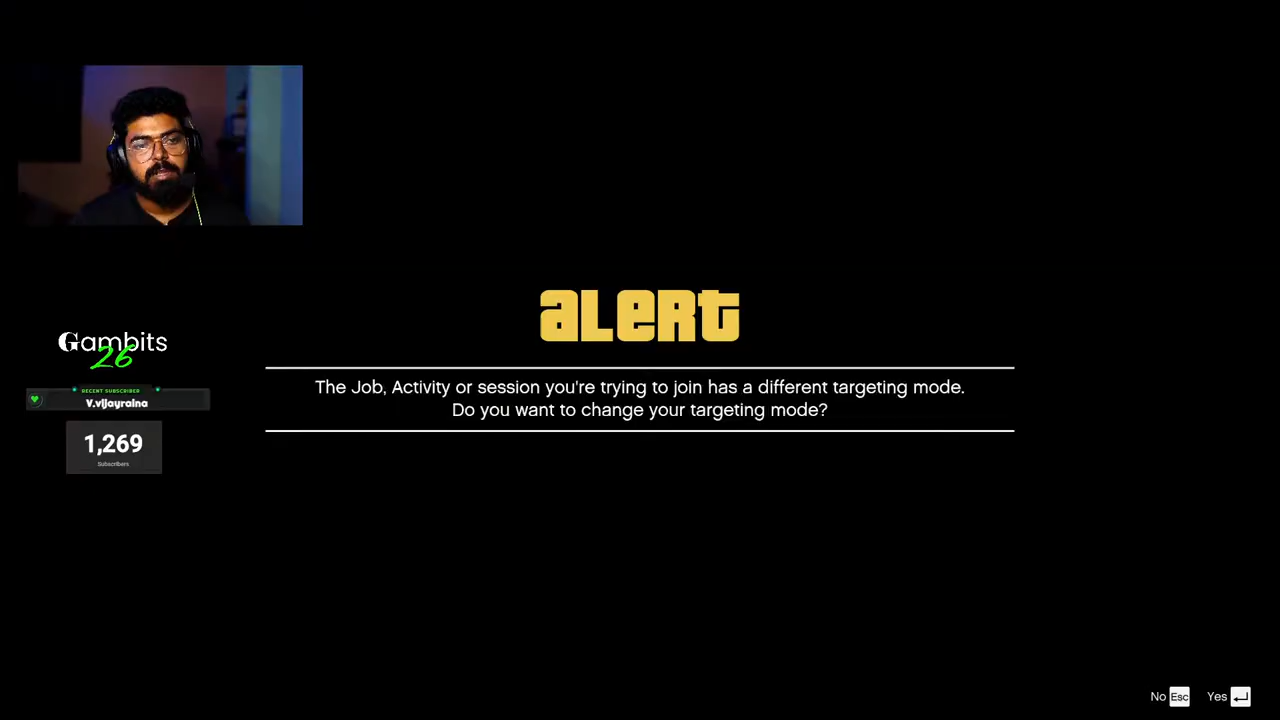 aLeRt
Gambits
26
RECENT SUBSCRIBER
V.vijayraina
1,269
Subscribers
The Job, Activity or session you're trying to join has a different targeting mode.
Do you want to change your targeting mode?
No Esc Yes